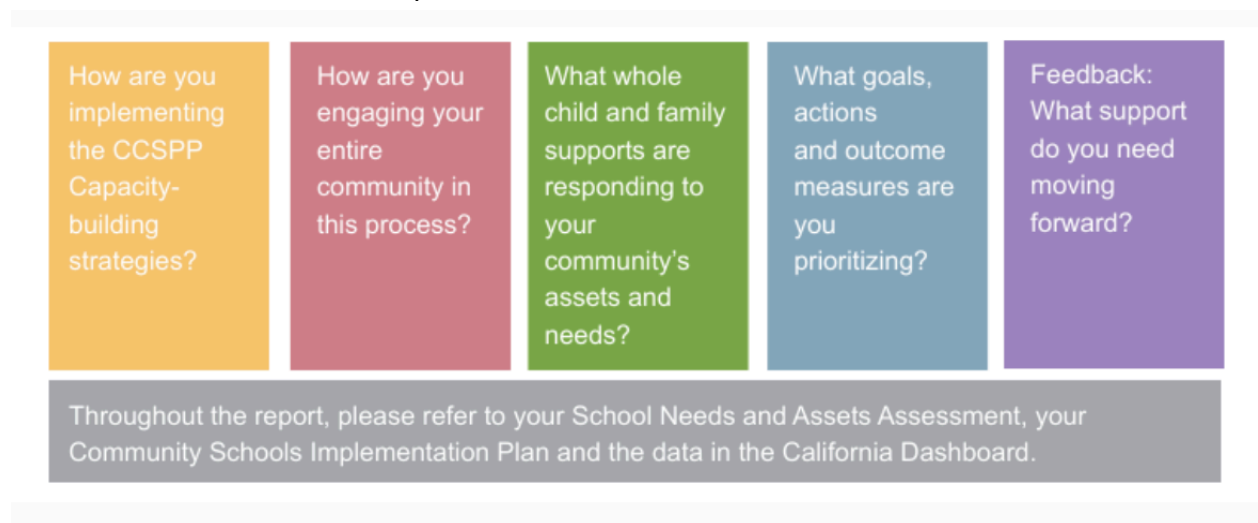 How are you
implementing
the CCSPP
Capacity-
building
strategies?
How are you
engaging your
entire
community in
this process?
What whole
child and family
supports are
responding to
your
community's
assets and
needs?
What goals,
actions
and outcome
measures are
you
prioritizing?
Feedback:
What support
do you need
moving
forward?
Throughout the report, please refer to your School Needs and Assets Assessment, your
Community Schools Implementation Plan and the data in the California Dashboard.